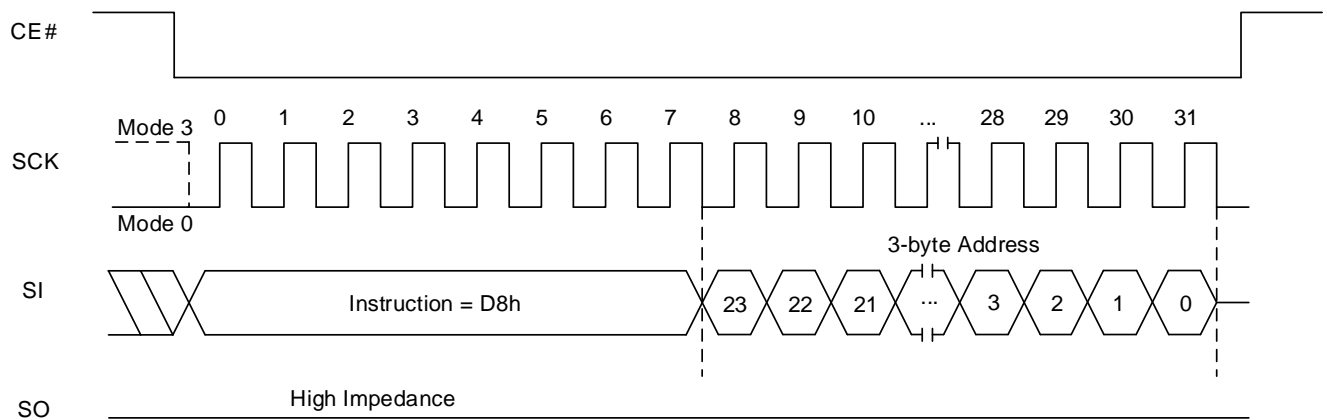 CE#
0 1 2 3 4 5 6 7 8 9 10 ... 28 29 30 31
Mode 3
SCK
Mode 0
3-byte Address
SI
Instruction = D8h
23 22 21 ... 3 2 1 0
High Impedance
SO